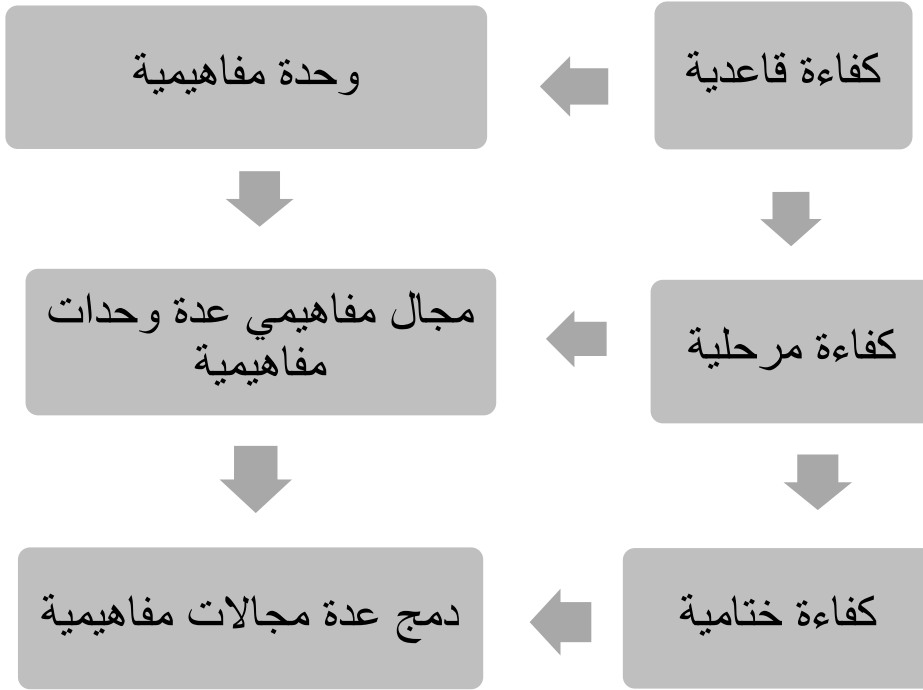 كفاءة قاعدية
وحدة مفاهيمية
كفاءة مرحلية
مجال مفاهيمي عدة وحدات
مفاهيمية
كفاءة ختامية
دمج عدة مجالات مفاهيمية